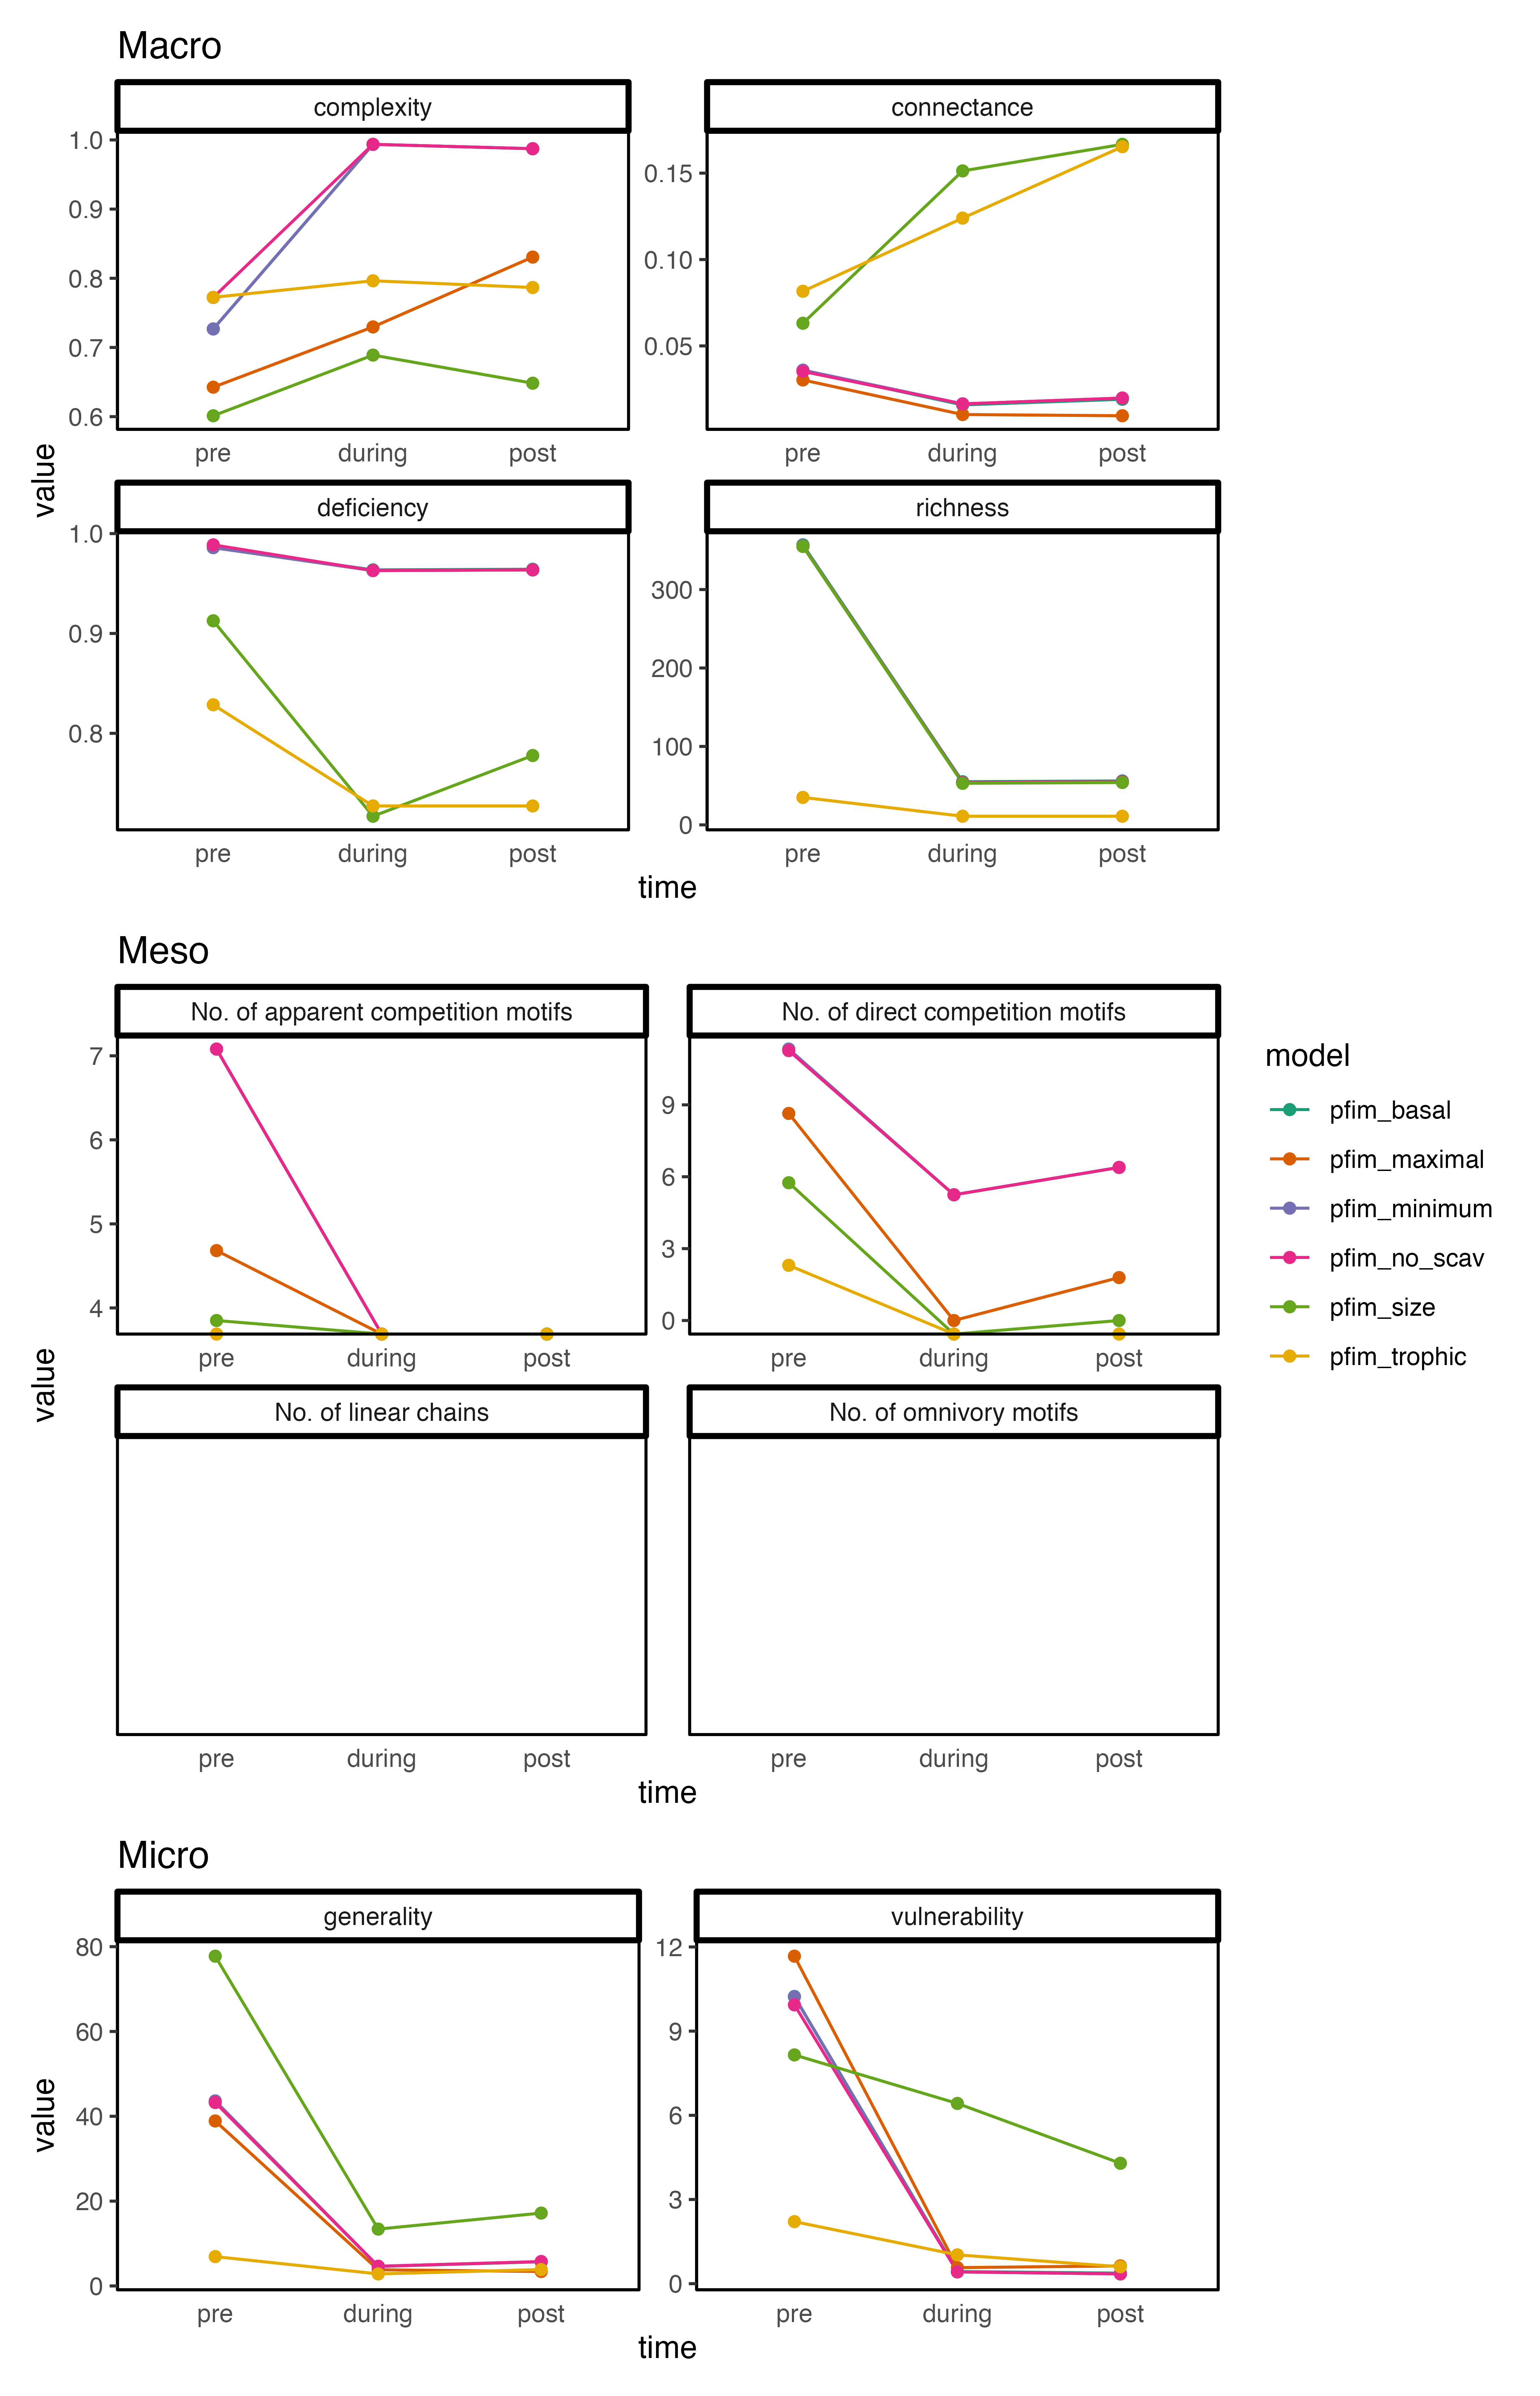 Macro
complexity
connectance
1.0
0.9
0.8
0.7
0.6
0.15
0.10
0.05
pre during post
pre during post
value
deficiency
richness
1.0
0.9
0.8
300
200
100
0
pre during post
pre during post
time
Meso
No. of apparent competition motifs
No. of direct competition motifs
7
6
5
4
9
6
3
0
pre during post
pre during post
value
No. of linear chains
No. of omnivory motifs
pre during post
pre during post
time
model
pfim_basal
pfim_maximal
pfim_minimum
pfim_no_scav
pfim_size
pfim_trophic
Micro
generality
vulnerability
80
60
40
20
0
12
9
6
3
0
value
pre during post
pre during post
time